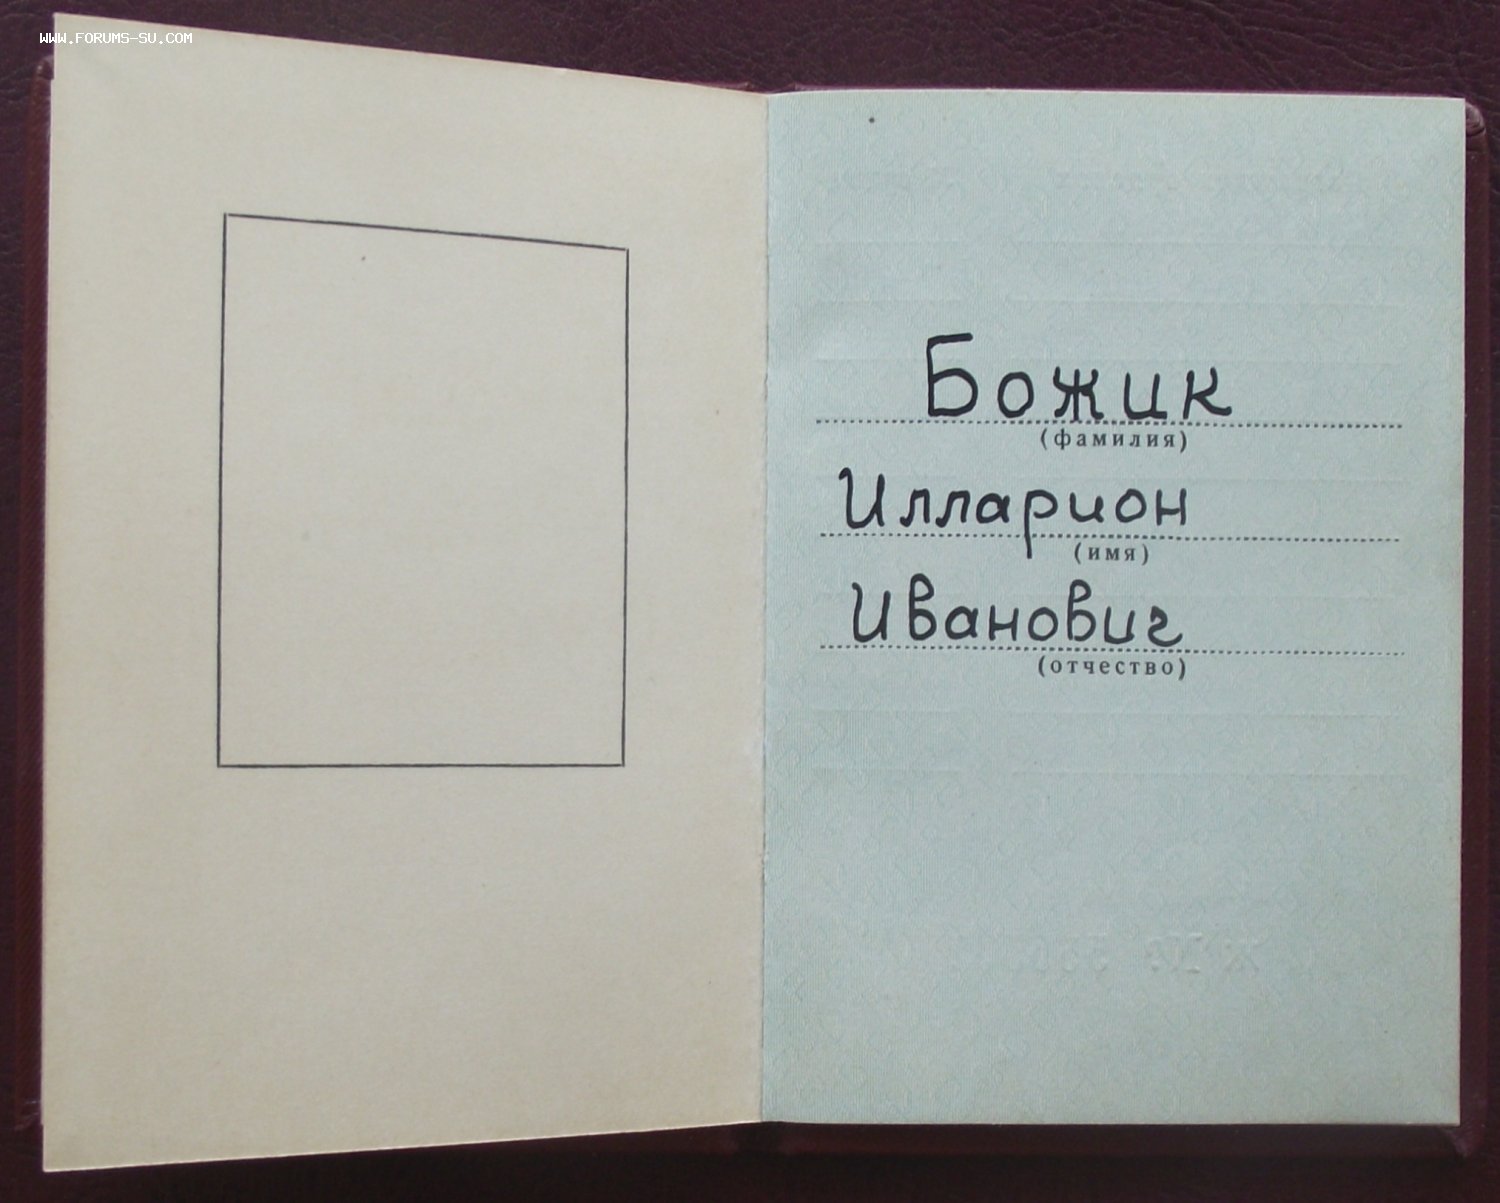 WWW.FORUMS-SU.COM
Божик
(фамилия)
Илларион
(имя)
Иванович
(отчество)